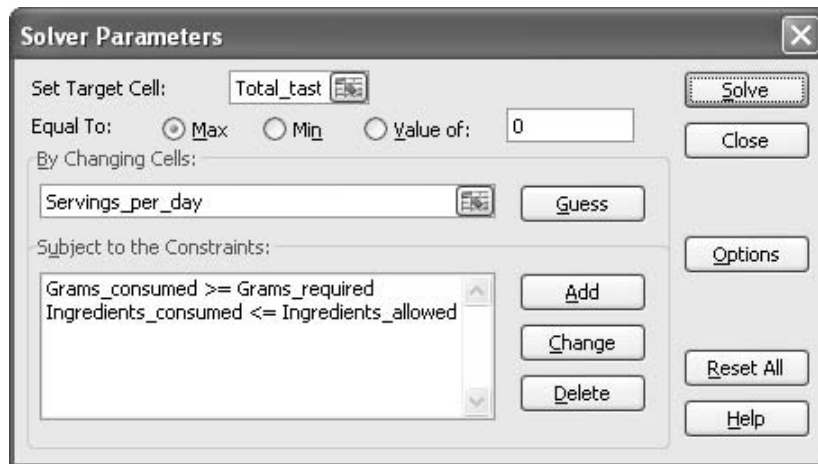 Solver Parameters
Set Target Cell: Total_tast
Solve
Equal To: Max Min Value of: 0
Close
By Changing Cells:
Servings_per_day
Guess
Subject to the Constraints:
Options
Grams_consumed >= Grams_required
Add
Ingredients_consumed <= Ingredients_allowed
Change
Reset All
Delete
Help